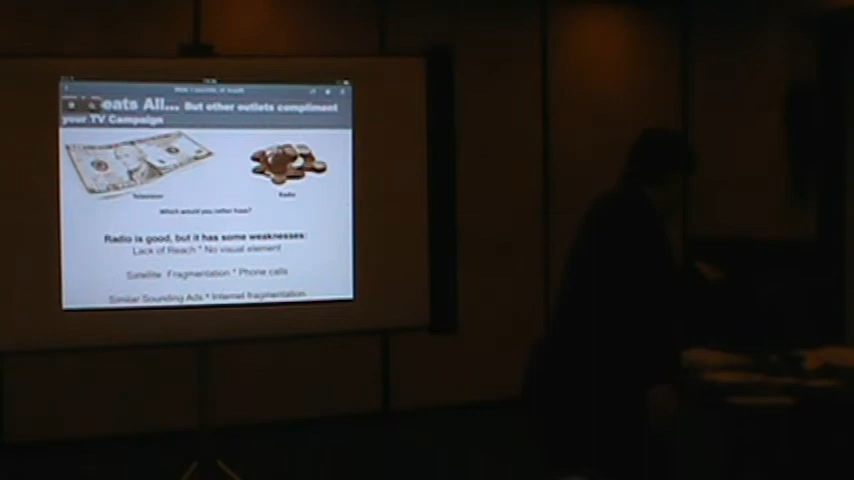 eats All... But other outlets compliment
your TV Campaign
Television
Radio
Which would you rather have?
Radio is good, but it has some weaknesses:
Lack of Reach * No visual element
Satellite Fragmentation * Phone calls
Similar Sounding Ads * Internet fragmentation